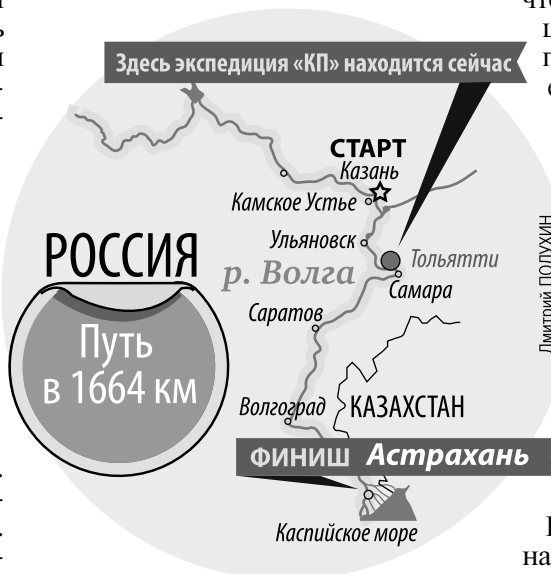 Здесь экспедиция «КП» находится сейчас
СТАРТ
Казань
Камское Устье
Ульяновск
РОССИЯ
р. Волга
Тольятти
Самара
Саратов
Путь
в 1664 км
Волгоград
КАЗАХСТАН
ФИНИШ Астрахань
Каспийское море
Дмитрий ПОЛУХИН
на